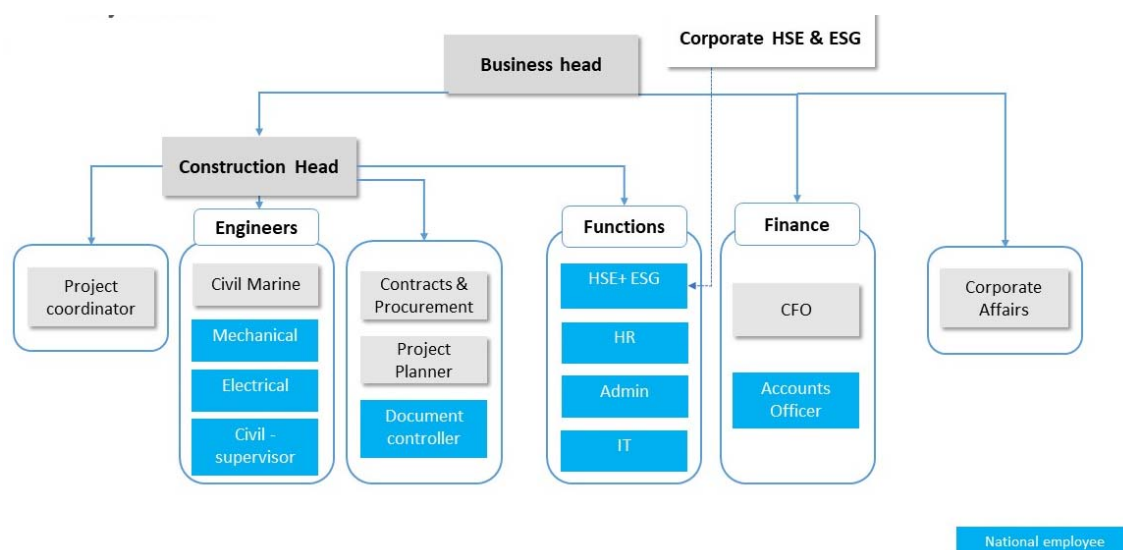 Corporate HSE & ESG
Business head
Construction Head
Engineers
Functions
Finance
Project
coordinator
Civil Marine
Mechanical
Electrical
Civil -
supervisor
Contracts &
Procurement
Project
Planner
Document
controller
HSE+ ESG
HR
Admin
IT
CFO
Accounts
Officer
Corporate
Affairs
National employee